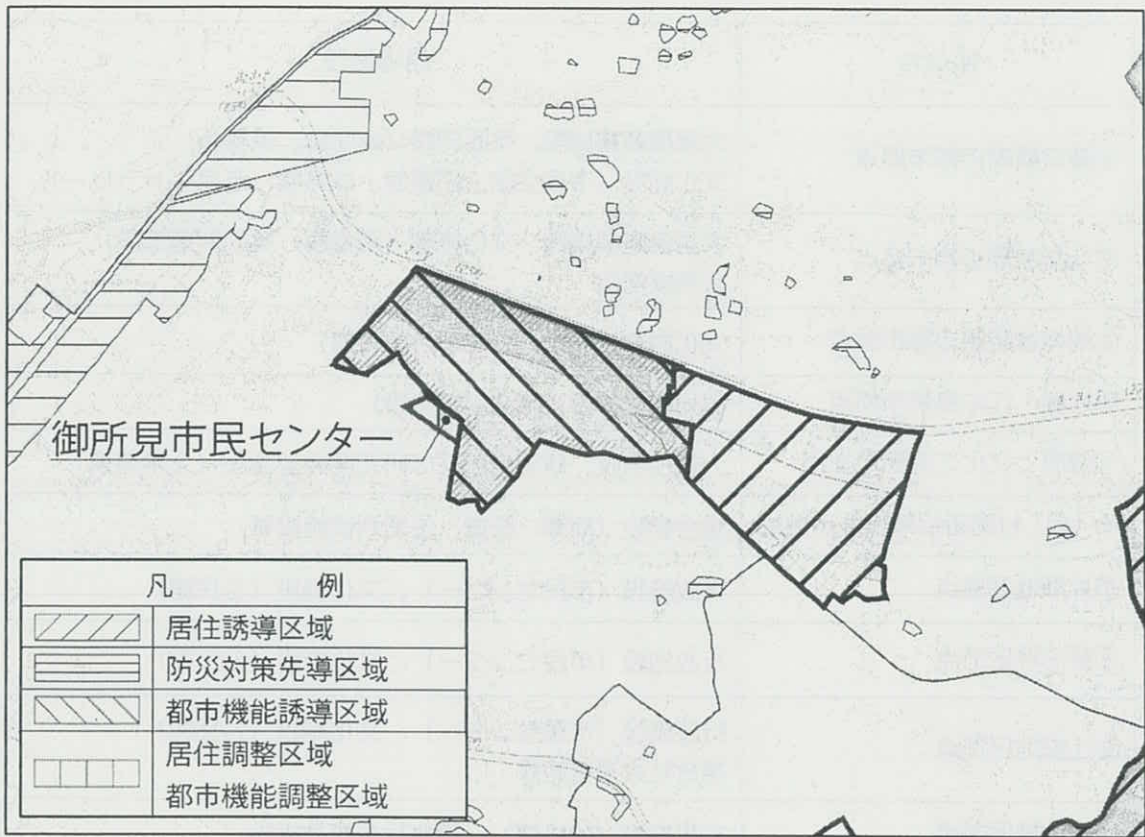 御所見市民センター
凡 例
居住誘導区域
防災対策先導区域
都市機能誘導区域
居住調整区域
都市機能調整区域